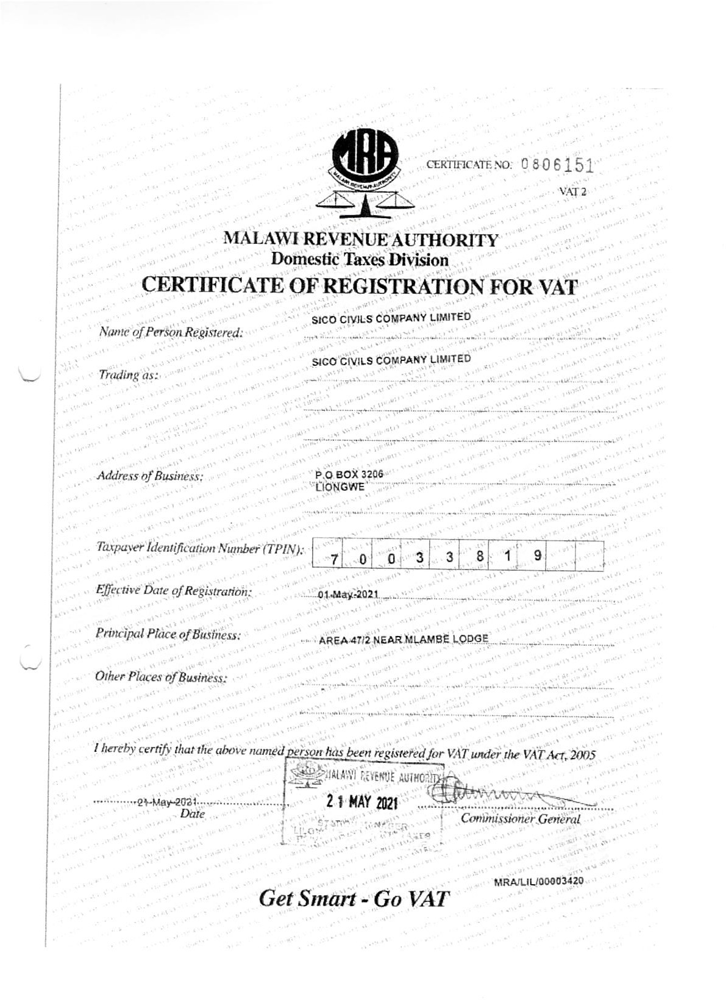 MRA
MALAWI REVENUE AUTHORITY
CERTIFICATE NO: 0806151
VAT 2
MALAWI REVENUE AUTHORITY
Domestic Taxes Division
CERTIFICATE OF REGISTRATION FOR VAT
Name of Person Registered: SICO CIVILS COMPANY LIMITED
Trading as: SICO CIVILS COMPANY LIMITED
Address of Business: P.O BOX 3206
LIONGWE
Taxpayer Identification Number (TPIN): 7 0 0 3 3 8 1 9
Effective Date of Registration: 01-May-2021
Principal Place of Business: AREA 47/2 NEAR MLAMBE LODGE
Other Places of Business:
I hereby certify that the above named person has been registered for VAT under the VAT Act, 2005
MALAWI REVENUE AUTHORITY
21 MAY 2021
21-May-2021
Date
Commissioner General
MRA/LIL/00003420
Get Smart - Go VAT